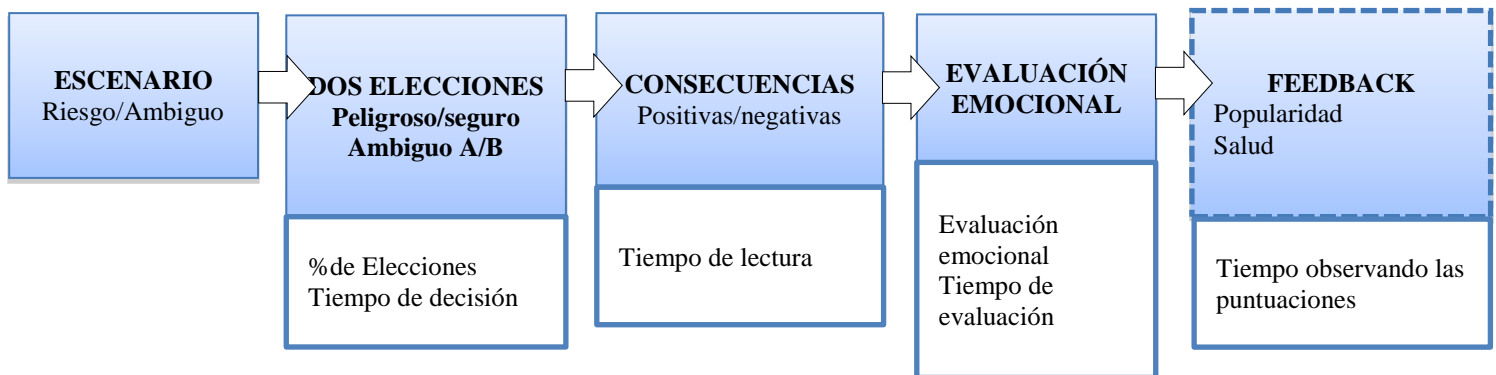 ESCENARIO
Riesgo/Ambiguo
DOS ELECCIONES
Peligroso/seguro
Ambiguo A/B
%de Elecciones
Tiempo de decisión
CONSECUENCIAS
Positivas/negativas
Tiempo de lectura
EVALUACIÓN
EMOCIONAL
Evaluación
emocional
Tiempo de
evaluación
FEEDBACK
Popularidad
Salud
Tiempo observando las
puntuaciones